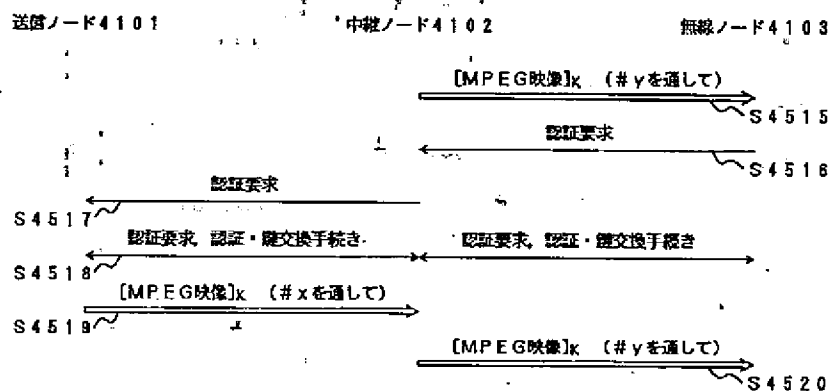 送信ノード4101 中継ノード4102 無線ノード4103
[MPEG映像]K (#yを通して)
S4515
認証要求
S4516
認証要求
S4517
認証要求, 認証・鍵交換手続き 認証要求, 認証・鍵交換手続き
S4518
[MPEG映像]K (#xを通して)
S4519
[MPEG映像]K (#yを通して)
S4520